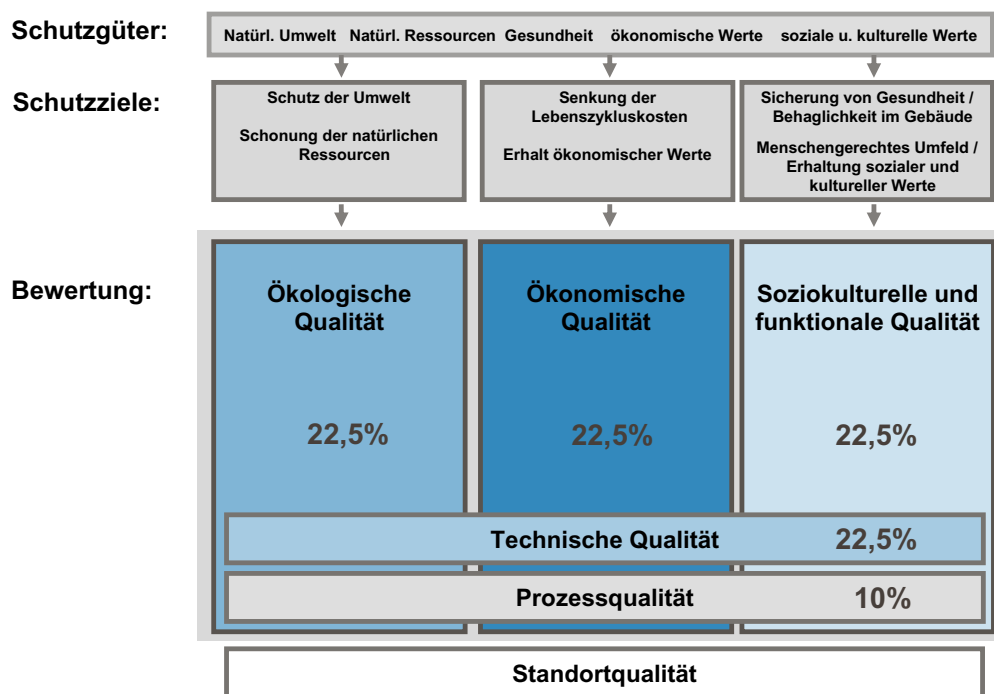 Schutzgüter:
Natürl. Umwelt Natürl. Ressourcen Gesundheit ökonomische Werte soziale u. kulturelle Werte
Schutzziele:
Schutz der Umwelt
Schonung der natürlichen
Ressourcen
Senkung der
Lebenszykluskosten
Erhalt ökonomischer Werte
Sicherung von Gesundheit /
Behaglichkeit im Gebäude
Menschengerechtes Umfeld /
Erhaltung sozialer und
kultureller Werte
Bewertung:
Ökologische
Qualität
22,5%
Ökonomische
Qualität
22,5%
Soziokulturelle und
funktionale Qualität
22,5%
Technische Qualität 22,5%
Prozessqualität 10%
Standortqualität